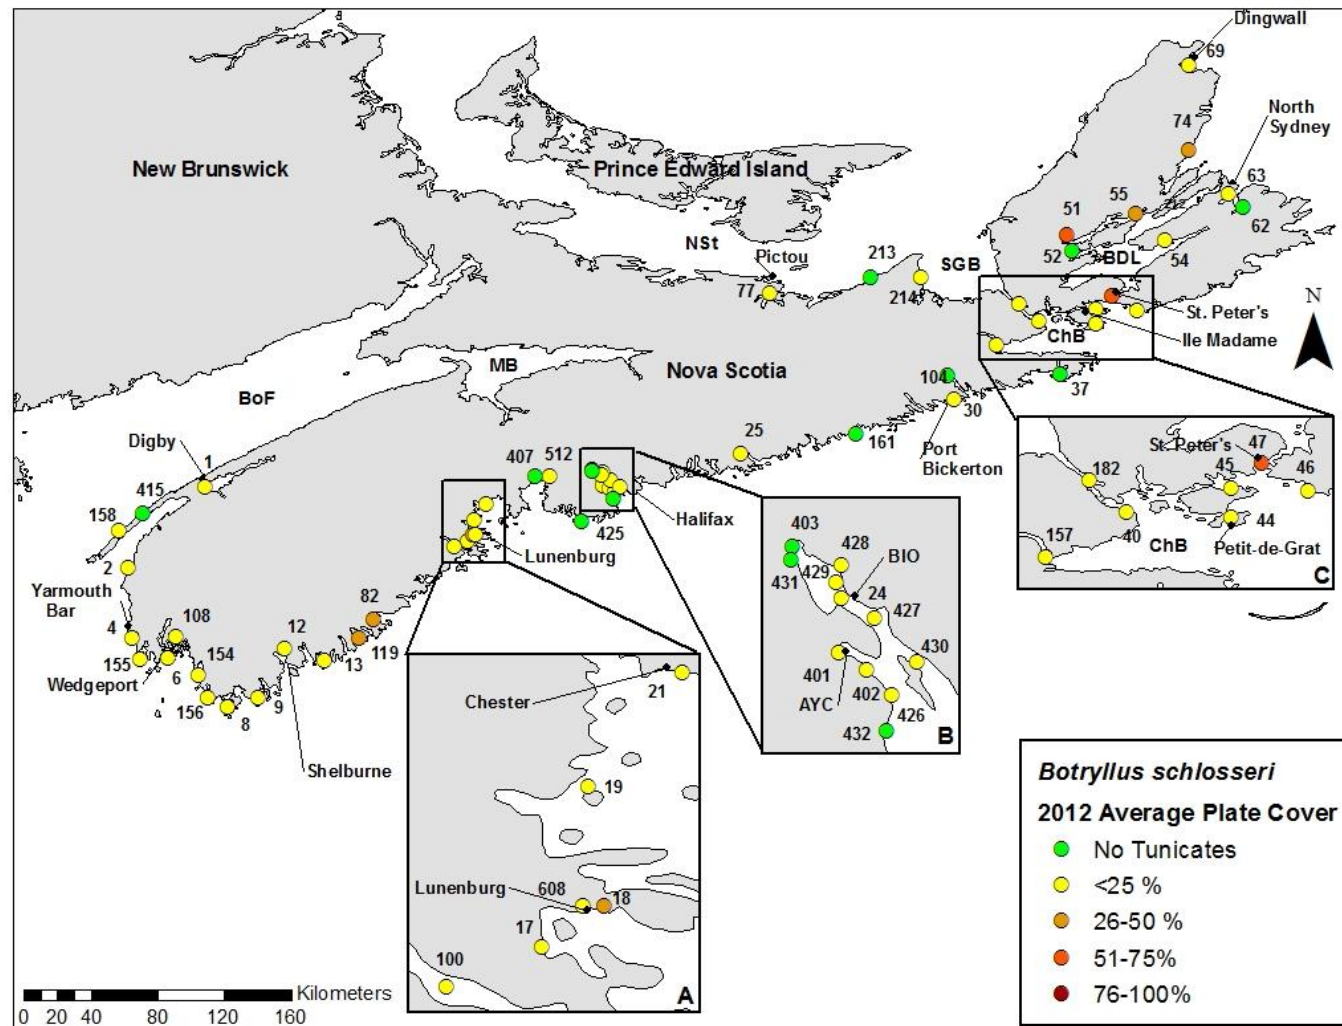 Dingwall
69
North
Sydney
74
New Brunswick
Prince Edward Island
63
55
51
62
NSt
52
BDL
54
Pictou
213
SGB
77
214
St. Peter's
Ile Madame
ChB
N
MB
Nova Scotia
104
37
30
BoF
Port
Bickerton
Digby
1
25
161
407
512
415
158
Halifax
425
Lunenburg
2
Yarmouth
Bar
82
4
108
12
119
155
154
13
Wedgeport
6
156
8
9
Shelburne
St. Peter's
47
182
45
46
44
40
157
ChB
Petit-de-Grat
C
403
428
BIO
431
429
24
427
430
401
402
AYC
426
432
B
Chester
21
19
Lunenburg
608
18
17
100
A
Botryllus schlosseri
2012 Average Plate Cover
No Tunicates
<25 %
26-50 %
51-75%
76-100%
Kilometers
0 20 40 80 120 160